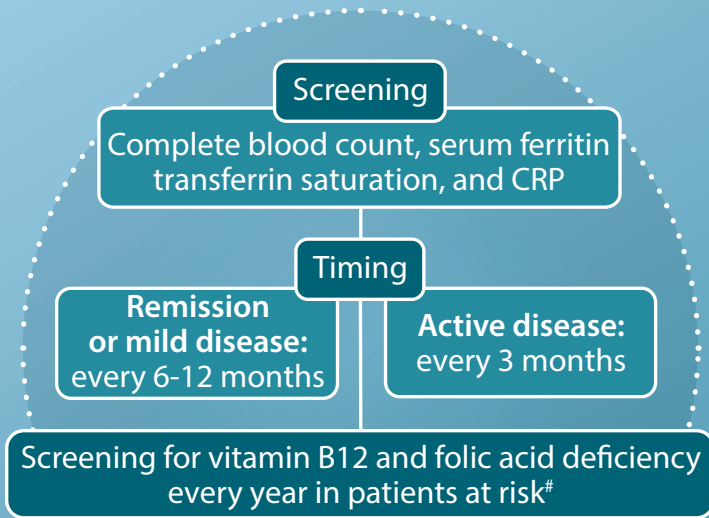 Screening
Complete blood count, serum ferritin
transferrin saturation, and CRP
Timing
Remission
or mild disease:
every 6-12 months
Active disease:
every 3 months
Screening for vitamin B12 and folic acid deficiency
every year in patients at risk#